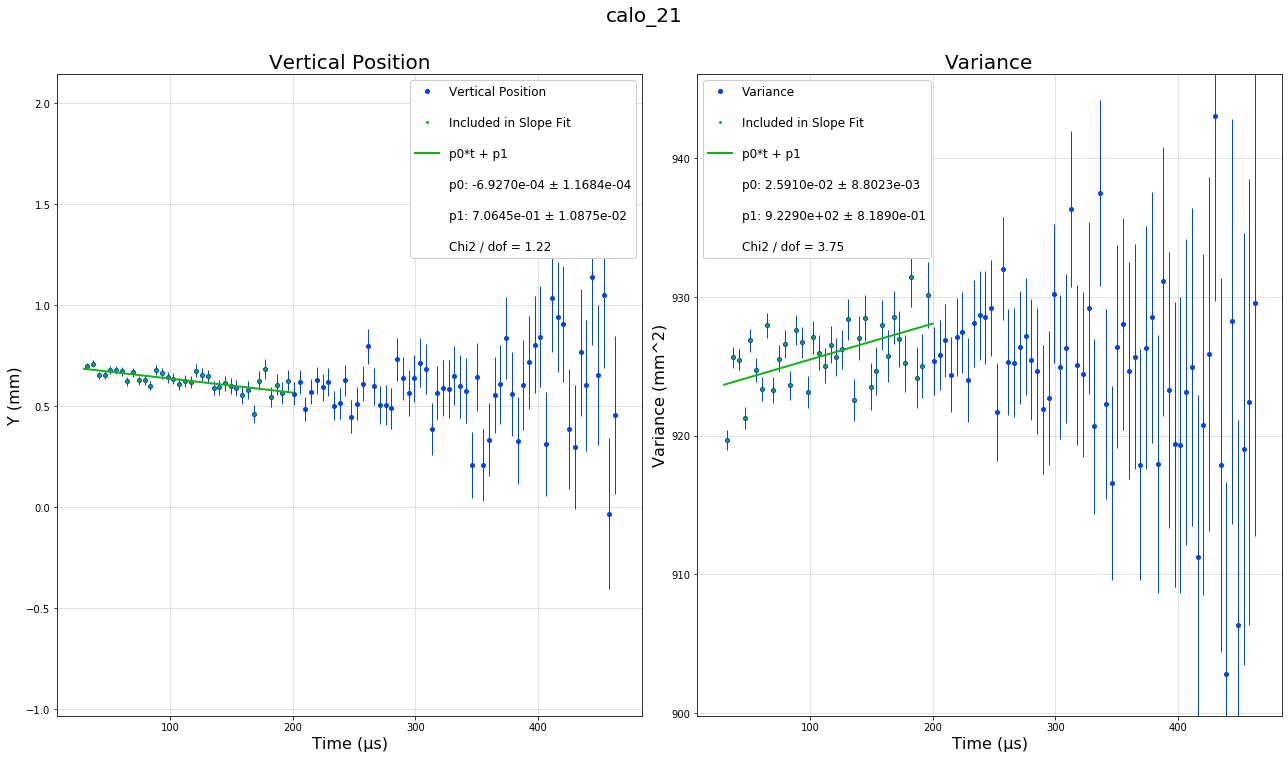 calo_21
Vertical Position
Variance
Vertical Position
Included in Slope Fit
p0*t + p1
p0: -6.9270e-04 ± 1.1684e-04
p1: 7.0645e-01 ± 1.0875e-02
Chi2 / dof = 1.22
Variance
Included in Slope Fit
p0*t + p1
p0: 2.5910e-02 ± 8.8023e-03
p1: 9.2290e+02 ± 8.1890e-01
Chi2 / dof = 3.75
Y (mm)
2.0
1.5
1.0
0.5
0.0
−0.5
−1.0
100 200 300 400
Time (μs)
Variance (mm^2)
940
930
920
910
900
100 200 300 400
Time (μs)